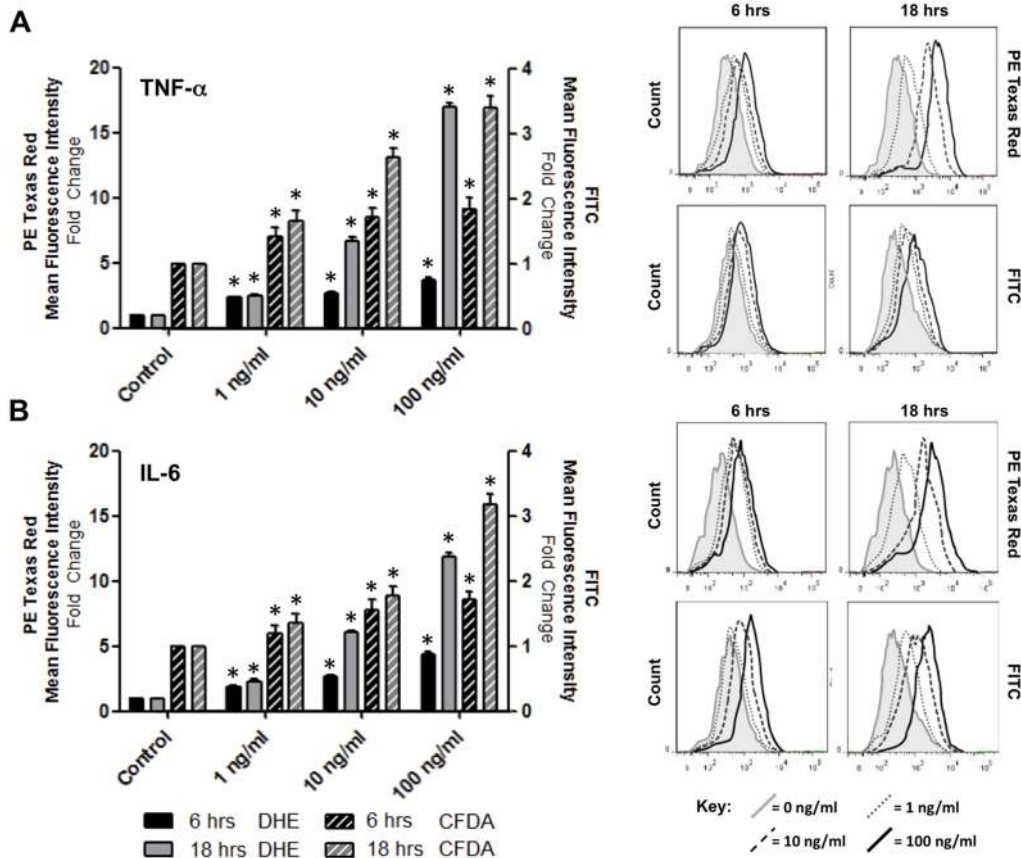 A
TNF-α
PE Texas Red
Mean Fluorescence Intensity
Fold Change
20
15
10
5
0
4
3
2
1
0
FITC
Mean Fluorescence Intensity
Fold Change
* * * *
* * * *
* * * *
Control
1 ng/ml
10 ng/ml
100 ng/ml
6 hrs 18 hrs
Count
PE Texas Red
Count
Count
FITC
B
IL-6
PE Texas Red
Mean Fluorescence Intensity
Fold Change
20
15
10
5
0
4
3
2
1
0
FITC
Mean Fluorescence Intensity
Fold Change
* * * *
* * * *
* * * *
Control
1 ng/ml
10 ng/ml
100 ng/ml
6 hrs 18 hrs
Count
PE Texas Red
Count
FITC
6 hrs DHE 6 hrs CFDA
18 hrs DHE 18 hrs CFDA
Key: = 0 ng/ml = 1 ng/ml
= 10 ng/ml = 100 ng/ml